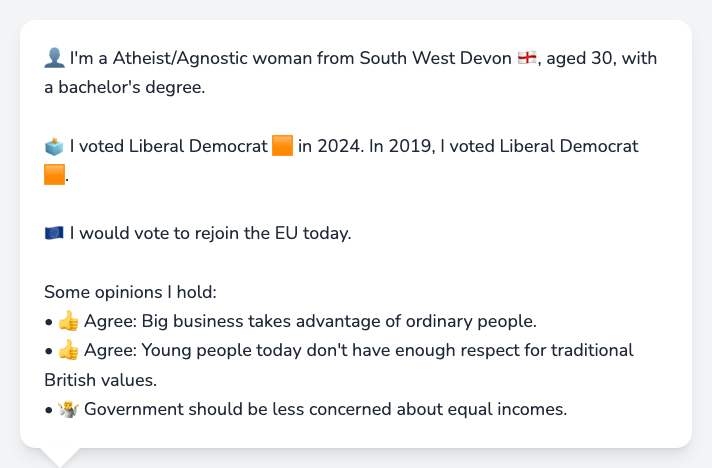 👤 I'm a Atheist/Agnostic woman from South West Devon 🏴󠁧󠁢󠁥󠁮󠁧󠁿, aged 30, with
a bachelor's degree.
🗳️ I voted Liberal Democrat 🟧 in 2024. In 2019, I voted Liberal Democrat
🟧.
🇪🇺 I would vote to rejoin the EU today.
Some opinions I hold:
• 👍 Agree: Big business takes advantage of ordinary people.
• 👍 Agree: Young people today don't have enough respect for traditional
British values.
• 🤷‍♀️ Government should be less concerned about equal incomes.